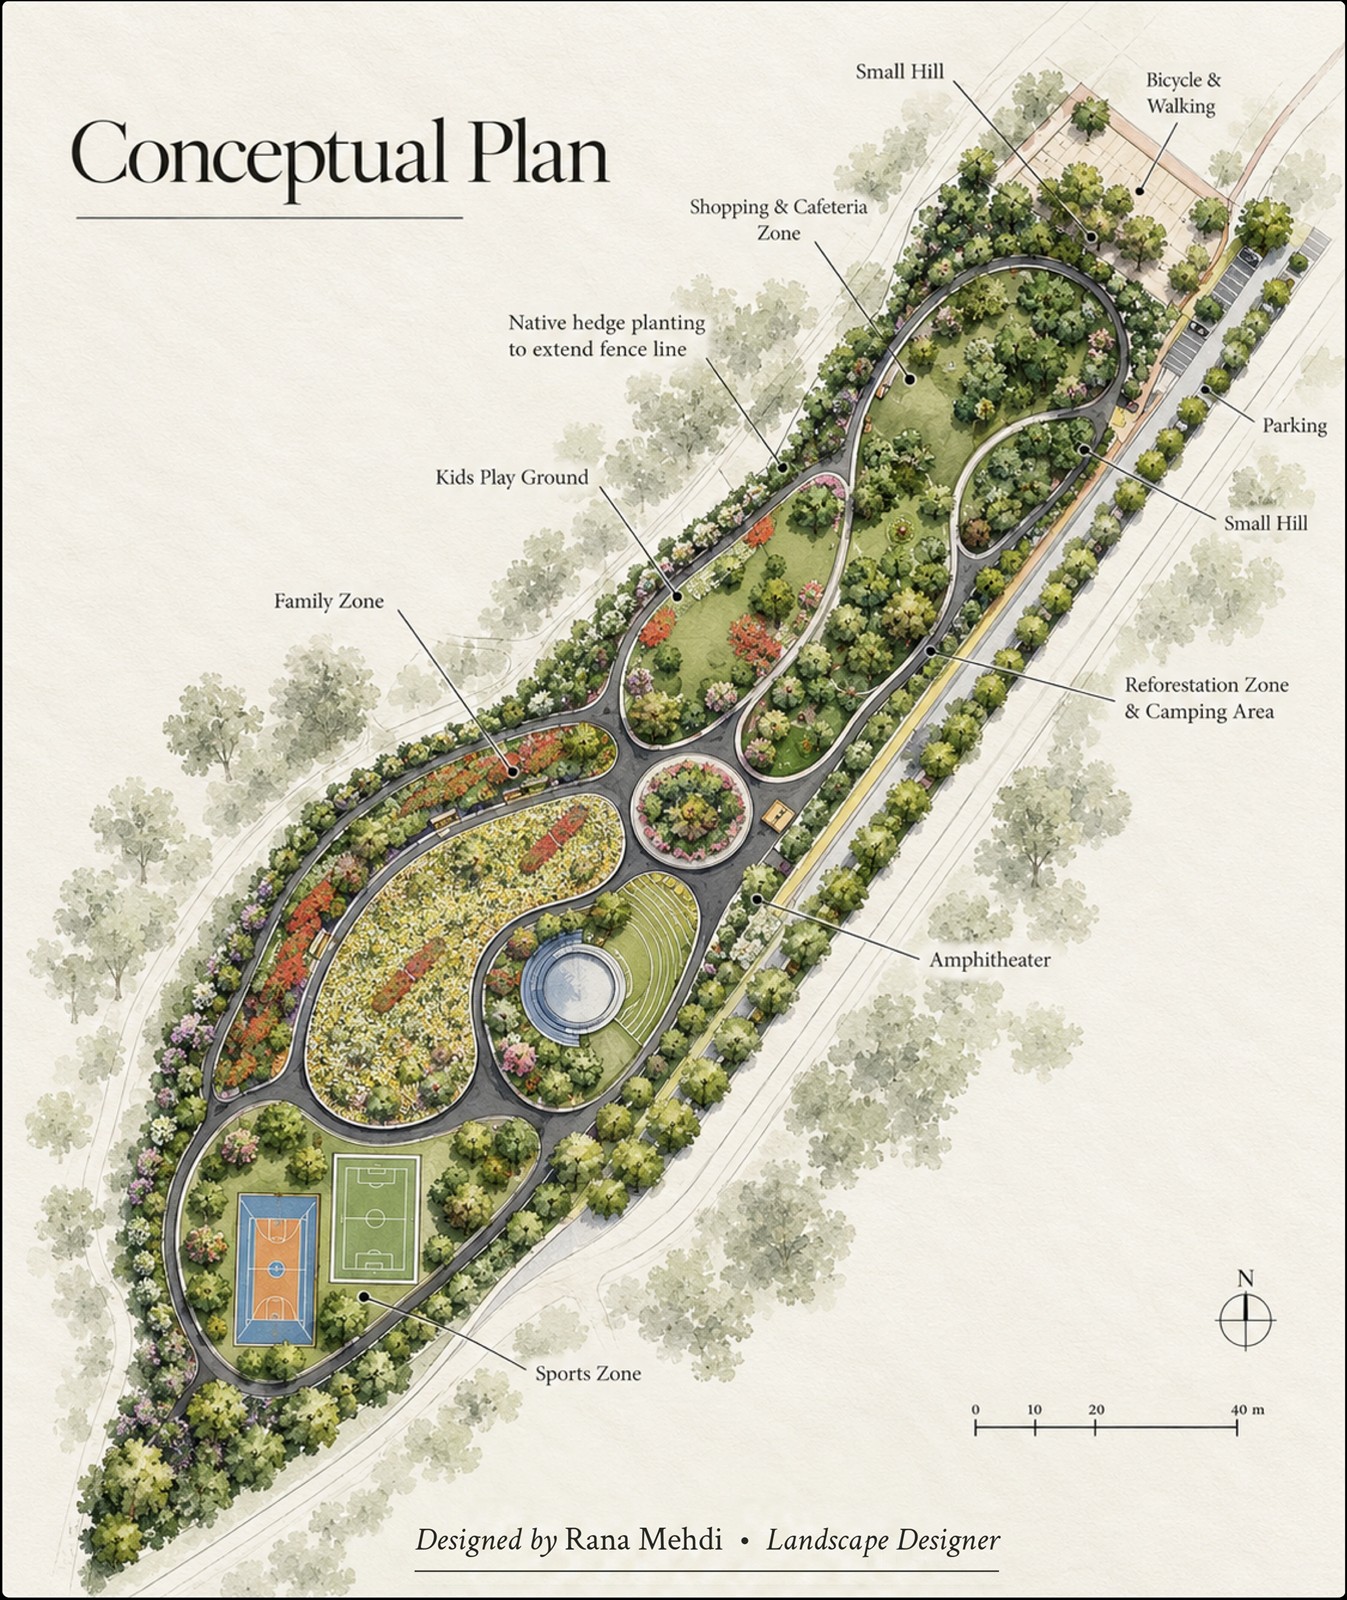 Conceptual Plan
Small Hill
Bicycle &
Walking
Shopping & Cafeteria
Zone
Native hedge planting
to extend fence line
Parking
Kids Play Ground
Small Hill
Family Zone
Reforestation Zone
& Camping Area
Amphitheater
N
Sports Zone
0 10 20 40 m
Designed by Rana Mehdi • Landscape Designer